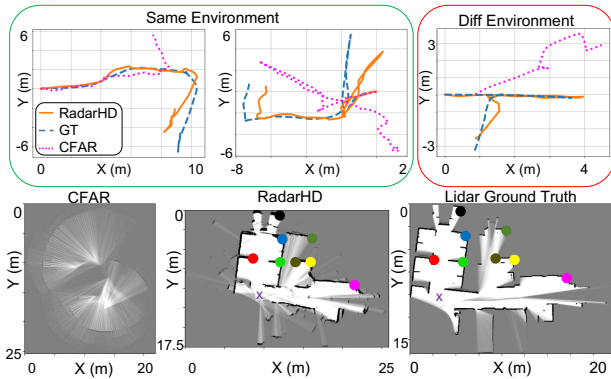 Same Environment
Diff Environment
6
Y (m)
-6
0
10
X (m)
RadarHD
GT
CFAR
6
Y (m)
-6
-8
2
X (m)
3
Y (m)
-3
0
4
X (m)
CFAR
RadarHD
Lidar Ground Truth
0
Y (m)
25
0
20
X (m)
0
Y (m)
17.5
0
25
X (m)
X
0
Y (m)
15
0
20
X (m)
X